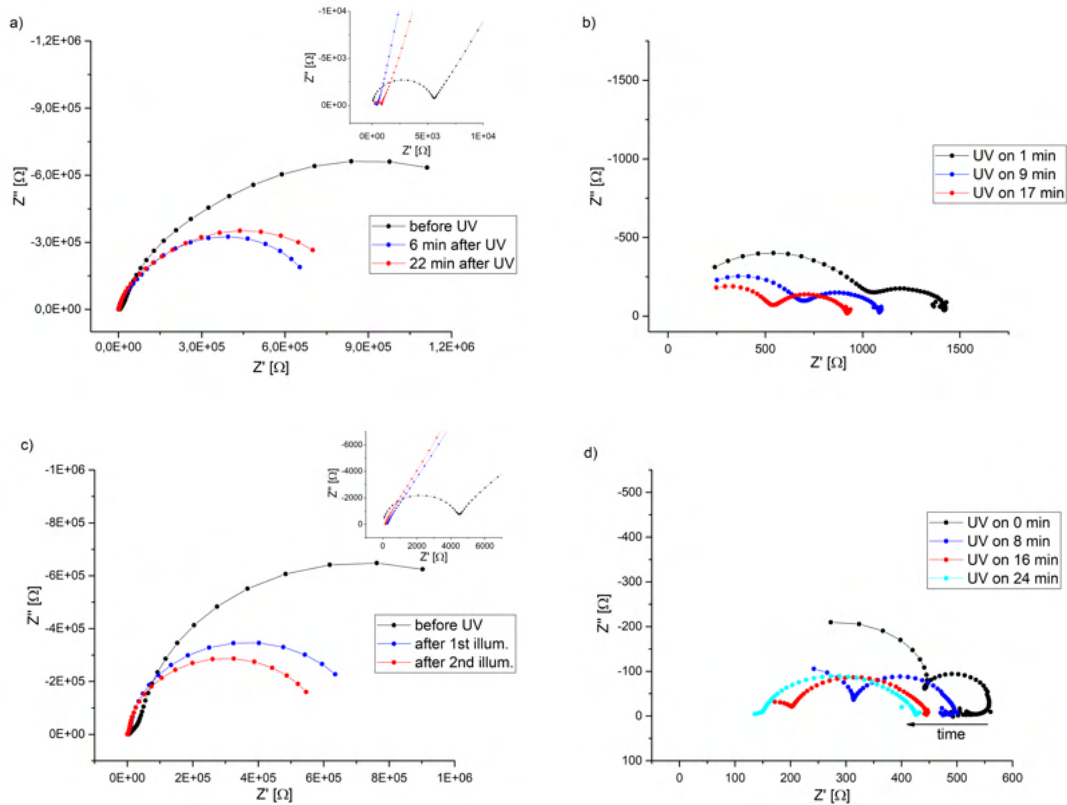 a)
-1,2E+06
-9,0E+05
-6,0E+05
-3,0E+05
0,0E+00
Z'' [Ω]
0,0E+00 3,0E+05 6,0E+05 9,0E+05 1,2E+06
Z' [Ω]
before UV
6 min after UV
22 min after UV
-1E+04
-5E+03
0E+00
Z'' [Ω]
0E+00 5E+03 1E+04
Z' [Ω]
b)
-1500
-1000
-500
0
Z'' [Ω]
0 500 1000 1500
Z' [Ω]
UV on 1 min
UV on 9 min
UV on 17 min
c)
-1E+06
-8E+05
-6E+05
-4E+05
-2E+05
0E+00
Z'' [Ω]
0E+00 2E+05 4E+05 6E+05 8E+05 1E+06
Z' [Ω]
before UV
after 1st illum.
after 2nd illum.
-6000
-4000
-2000
0
Z'' [Ω]
0 2000 4000 6000
Z' [Ω]
d)
-500
-400
-300
-200
-100
0
100
Z'' [Ω]
0 100 200 300 400 500 600
Z' [Ω]
UV on 0 min
UV on 8 min
UV on 16 min
UV on 24 min
time